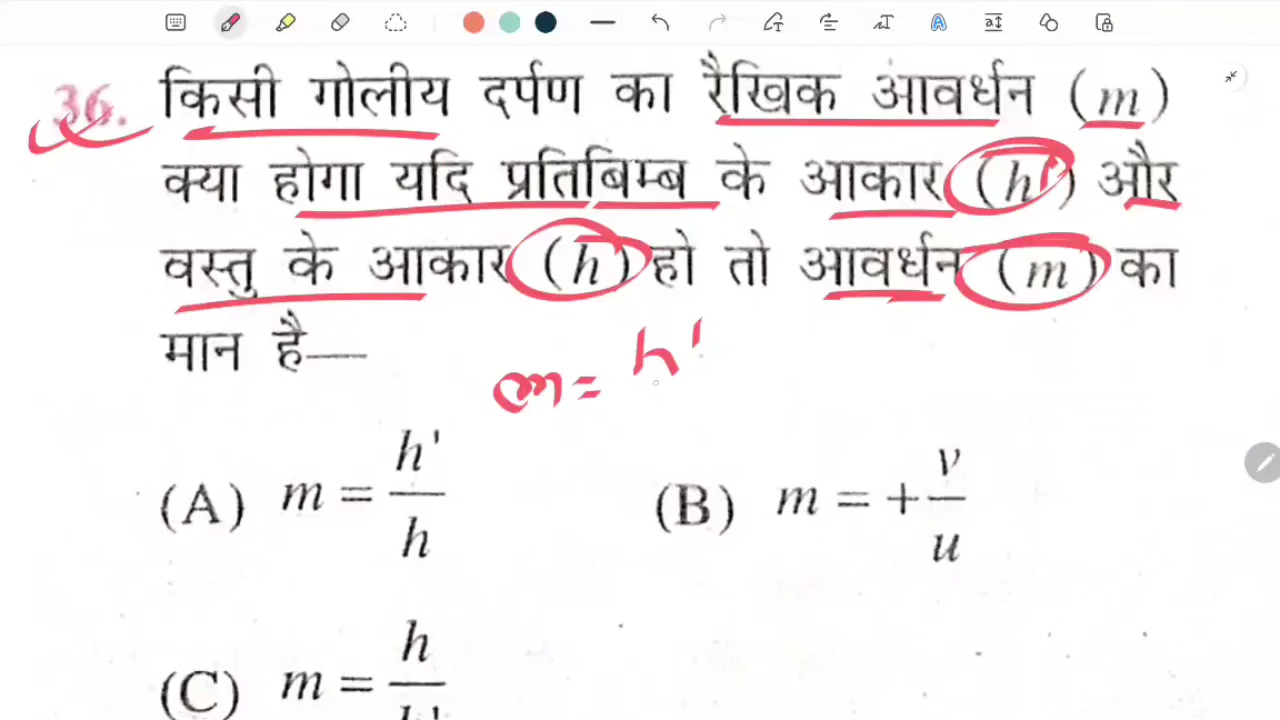 36. किसी गोलीय दर्पण का रैखिक आवर्धन (m)
क्या होगा यदि प्रतिबिम्ब के आकार (h') और
वस्तु के आकार (h) हो तो आवर्धन (m) का
मान है—
m = h'
(A) m = h'/h
(B) m = + v/u
(C) m = h/h'